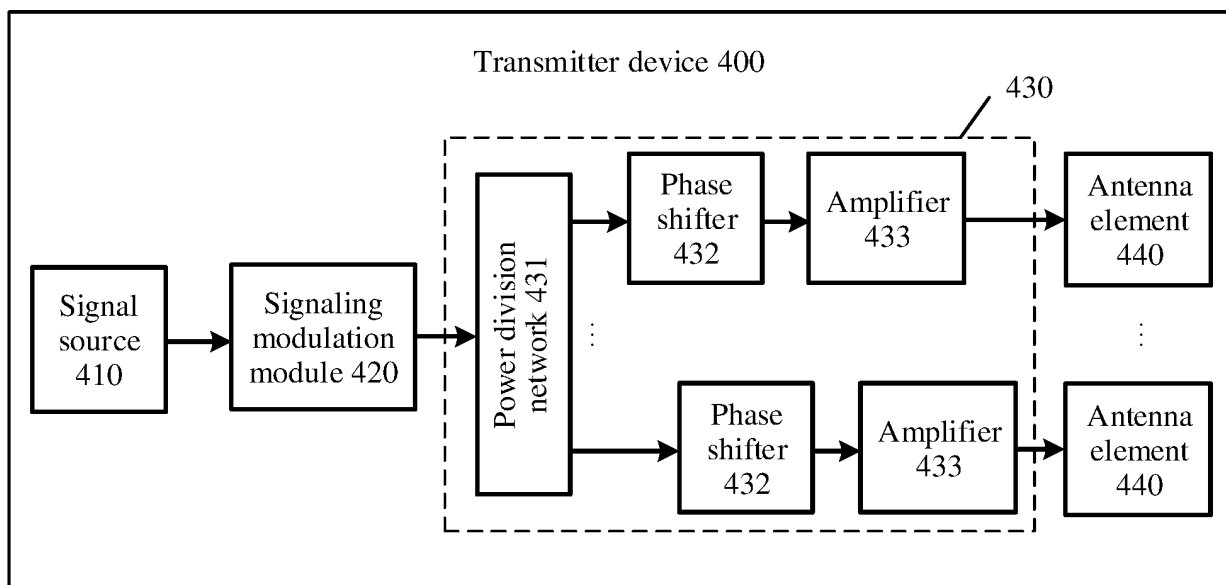 Transmitter device 400
430
Signal
source
410
Signaling
modulation
module 420
Power division
network 431
Phase
shifter
432
Amplifier
433
Antenna
element
440
Phase
shifter
432
Amplifier
433
Antenna
element
440